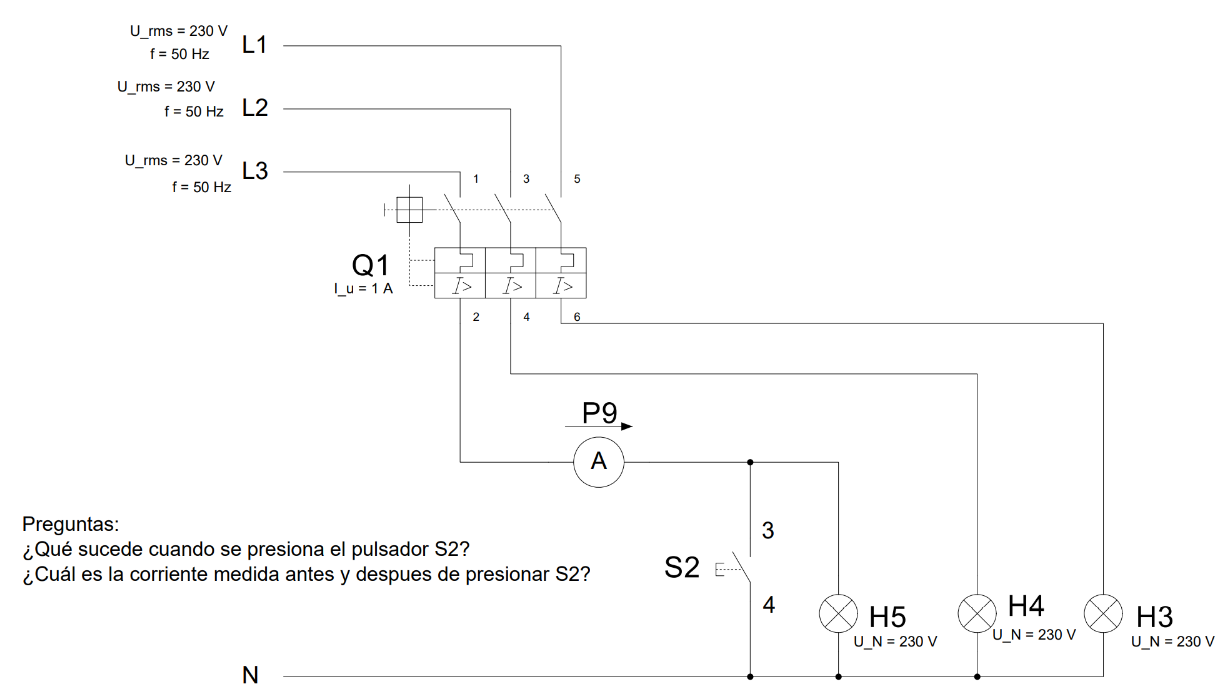 U_rms = 230 V
f = 50 Hz
L1
U_rms = 230 V
f = 50 Hz
L2
U_rms = 230 V
f = 50 Hz
L3
1
3
5
Q1
I_u = 1 A
I>
I>
I>
2
4
6
P9
A
Preguntas:
¿Qué sucede cuando se presiona el pulsador S2?
¿Cuál es la corriente medida antes y despues de presionar S2?
3
S2
4
H5
U_N = 230 V
H4
U_N = 230 V
H3
U_N = 230 V
N